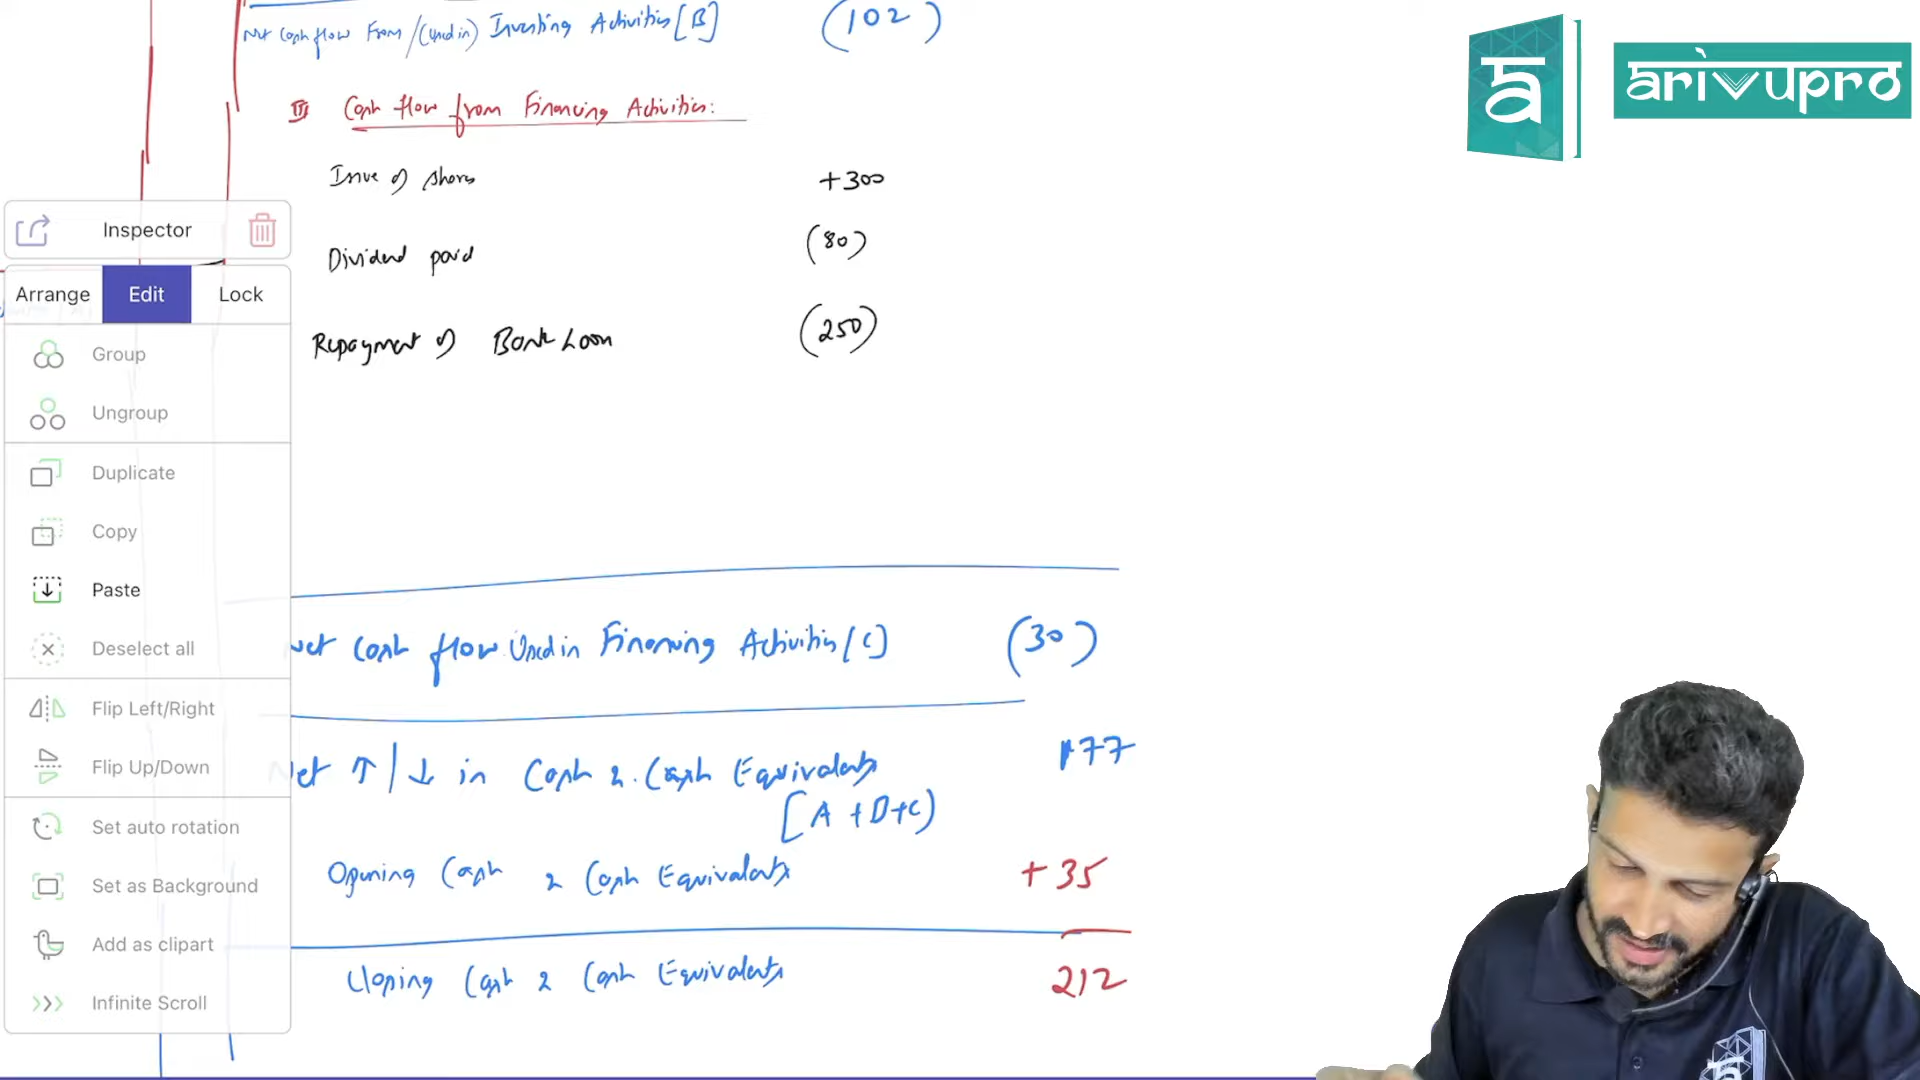 Net Cash flow From/(Used in) Investing Activities [B] (102)
अ arivupro
III Cash flow from Financing Activities:
Issue of shares +300
Dividend paid (80)
Repayment of Bank Loan (250)
Inspector
Arrange Edit Lock
Group
Ungroup
Duplicate
Copy
Paste
Deselect all
Flip Left/Right
Flip Up/Down
Set auto rotation
Set as Background
Add as clipart
Infinite Scroll
Net Cash flow Used in Financing Activities [C] (30)
Net ↑/↓ in Cash & Cash Equivalents 177
[A+B+C)
Opening Cash & Cash Equivalents +35
Closing Cash & Cash Equivalents 212